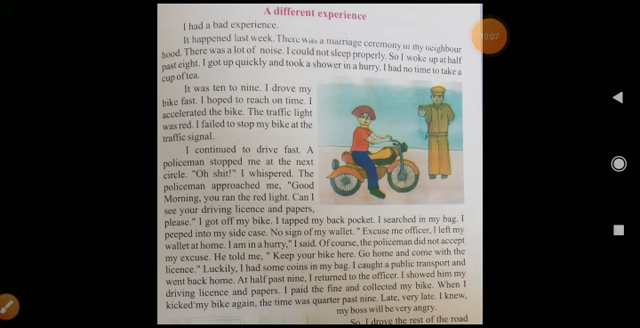 A different experience
I had a bad experience.
It happened last week. There was a marriage ceremony in my neighbour
hood. There was a lot of noise. I could not sleep properly. So I woke up at half
past eight. I got up quickly and took a shower in a hurry. I had no time to take a
cup of tea.
It was ten to nine. I drove my
bike fast. I hoped to reach on time. I
accelerated the bike. The traffic light
was red. I failed to stop my bike at the
traffic signal.
I continued to drive fast. A
policeman stopped me at the next
circle. "Oh shit!" I whispered. The
policeman approached me, "Good
Morning, you ran the red light. Can I
see your driving licence and papers,
please." I got off my bike. I tapped my back pocket. I searched in my bag. I
peeped into my side case. No sign of my wallet. " Excuse me officer, I left my
wallet at home. I am in a hurry," I said. Of course, the policeman did not accept
my excuse. He told me, " Keep your bike here. Go home and come with the
licence." Luckily, I had some coins in my bag. I caught a public transport and
went back home. At half past nine, I returned to the officer. I showed him my
driving licence and papers. I paid the fine and collected my bike. When I
kicked my bike again, the time was quarter past nine. Late, very late. I knew,
my boss will be very angry.
So, I drove the rest of the road